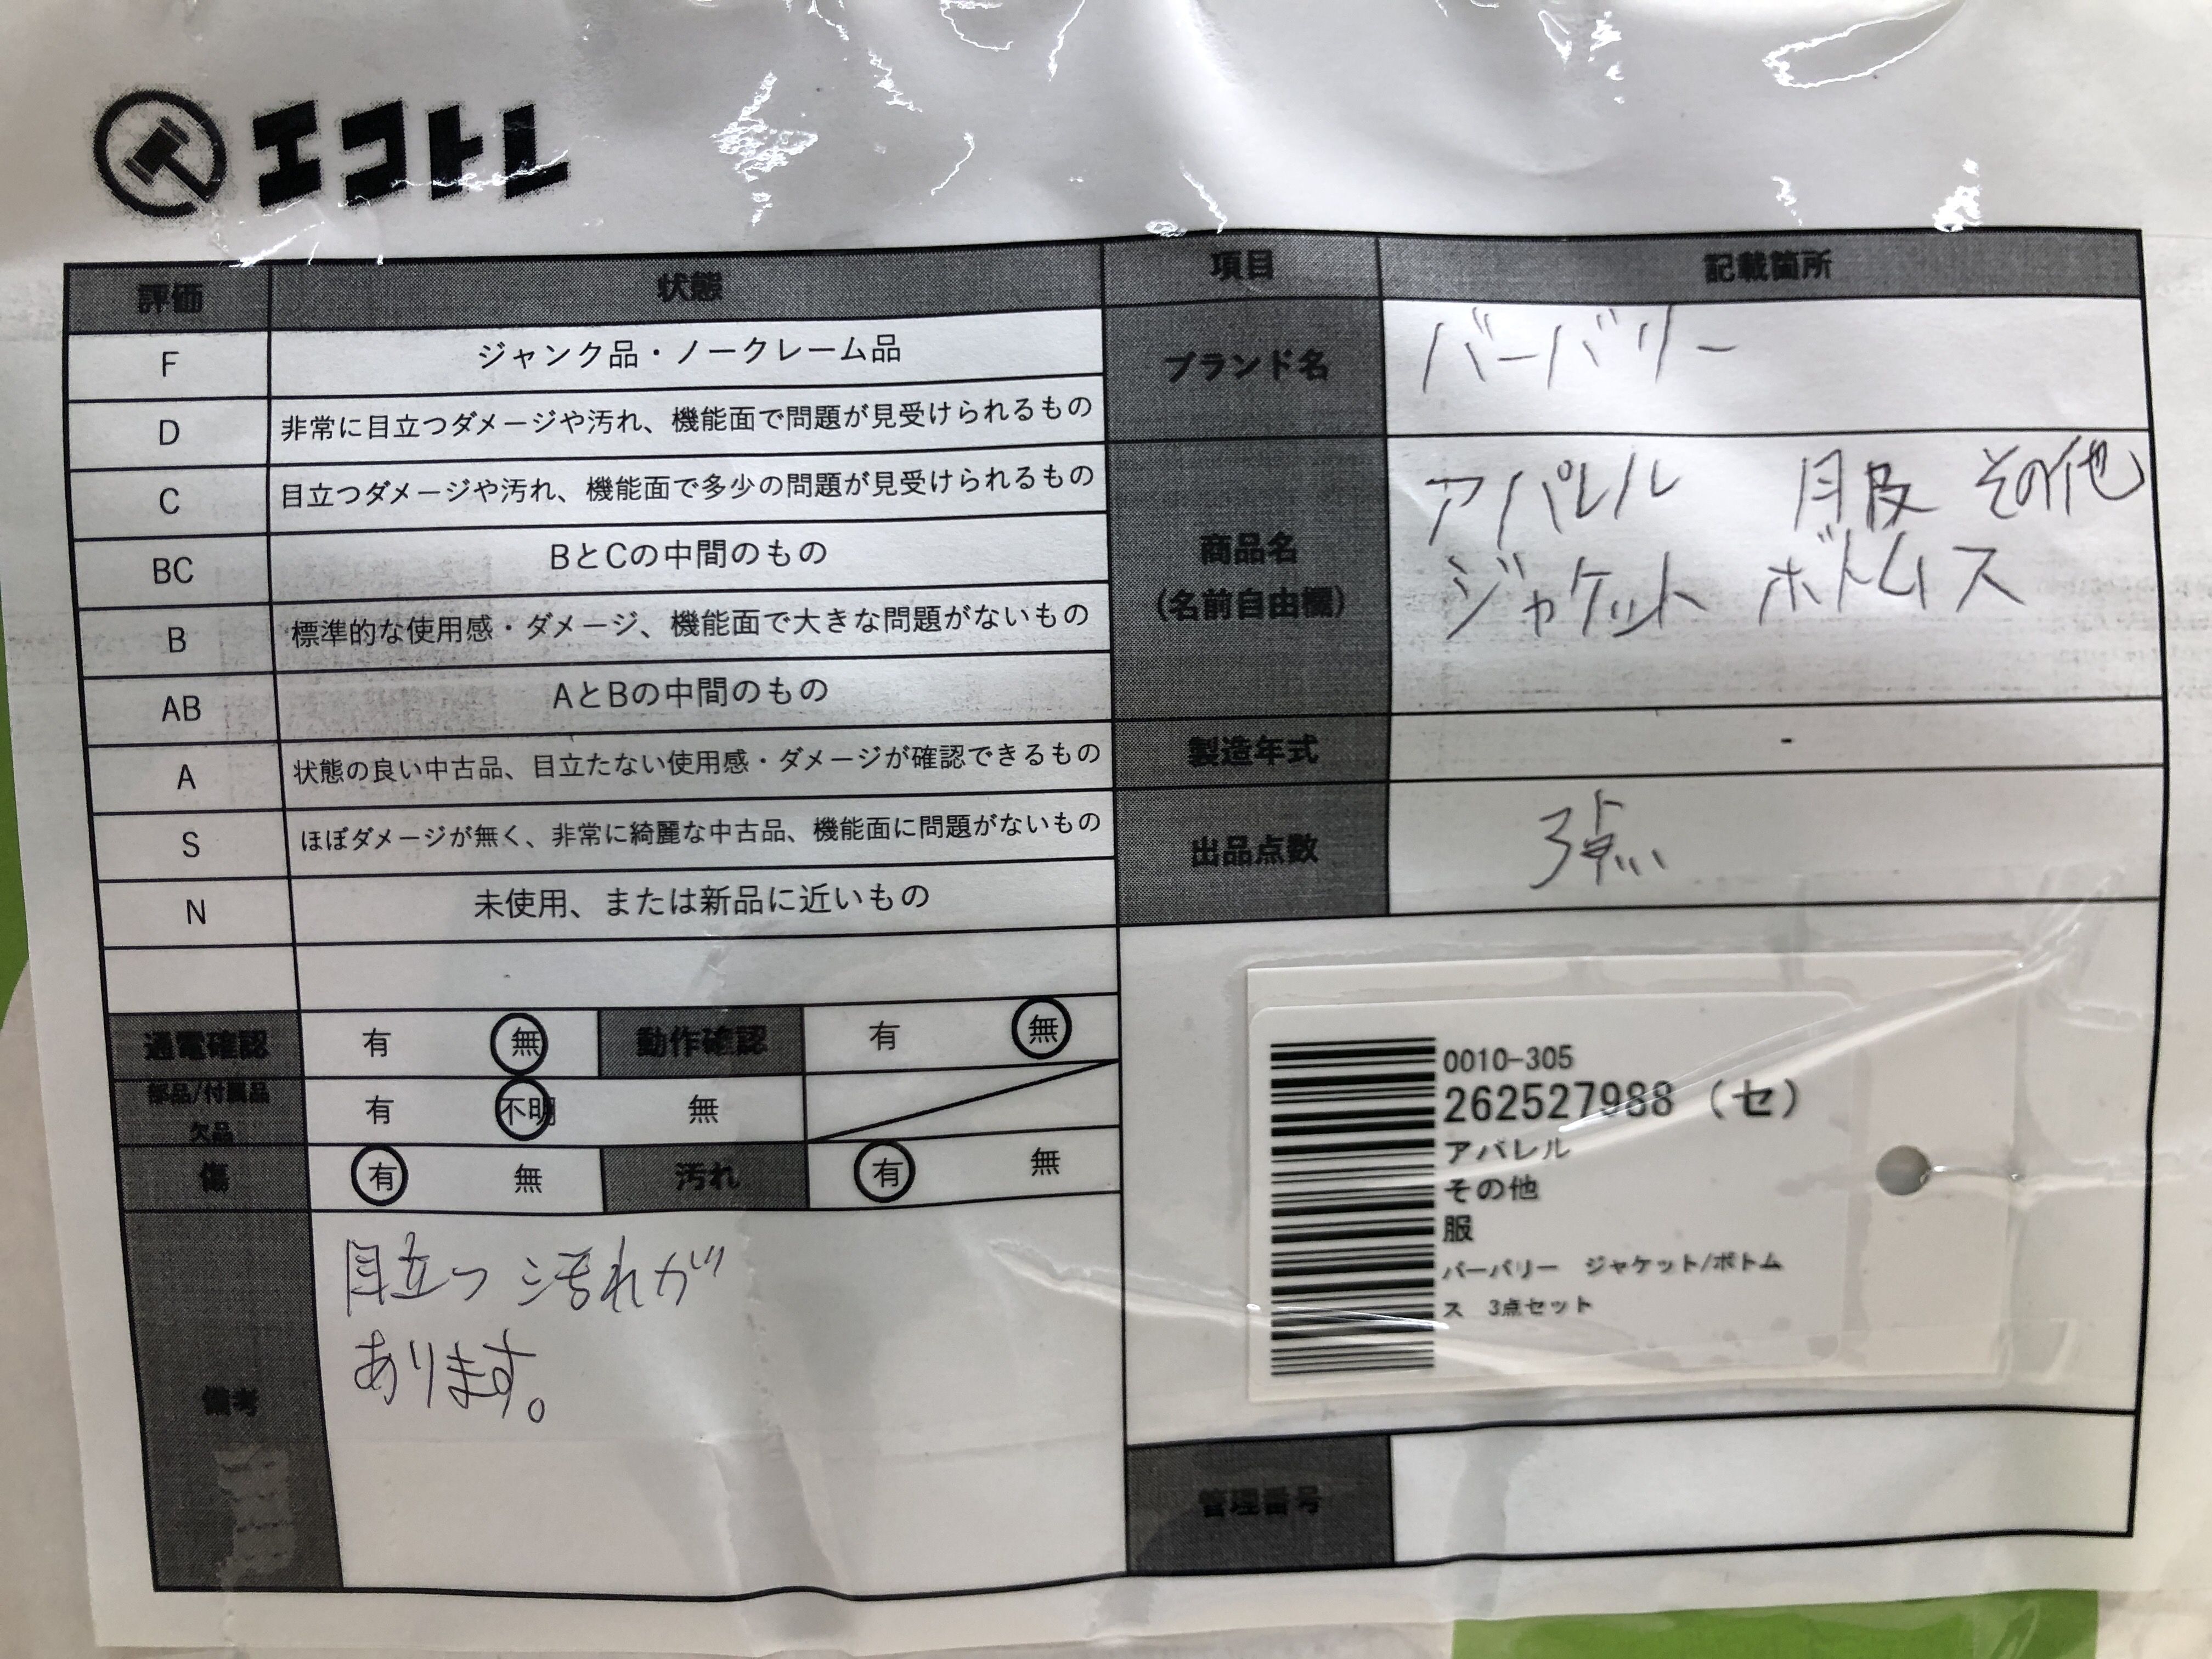 エコトレ
評価 状態 項目 記載箇所
F ジャンク品・ノークレーム品
D 非常に目立つダメージや汚れ、機能面で問題が見受けられるもの
C 目立つダメージや汚れ、機能面で多少の問題が見受けられるもの
BC BとCの中間のもの
B 標準的な使用感・ダメージ、機能面で大きな問題がないもの
AB AとBの中間のもの
A 状態の良い中古品、目立たない使用感・ダメージが確認できるもの
S ほぼダメージが無く、非常に綺麗な中古品、機能面に問題がないもの
N 未使用、または新品に近いもの
通電確認 有 無 動作確認 有 無
部品/付属品
欠品 有 不明 無
傷 有 無 汚れ 有 無
備考
目立つ汚れが
あります。
ブランド名 バーバリー
商品名
(名前自由欄)
アパレル 服 その他
ジャケット ボトムス
製造年式 -
出品点数 3点
0010-305
262527988 (セ)
アパレル
その他
服
バーバリー ジャケット/ボトム
ス 3点セット
管理番号